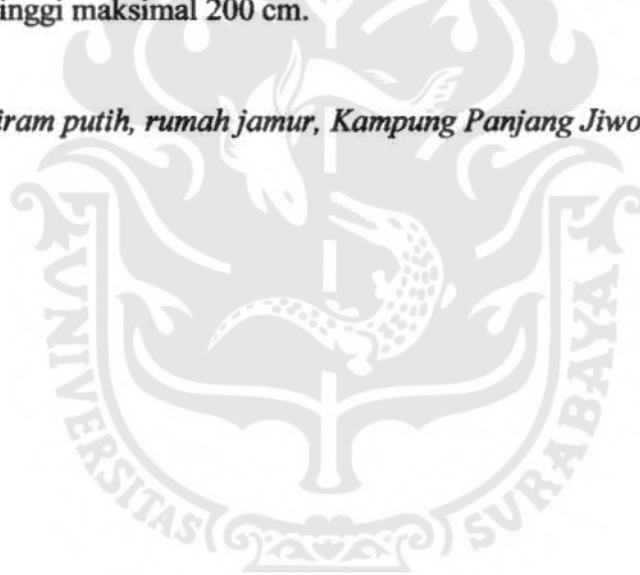 inggi maksimal 200 cm.
iram putih, rumah jamur, Kampung Panjang Jiwo
UNIVERSITAS SURABAYA